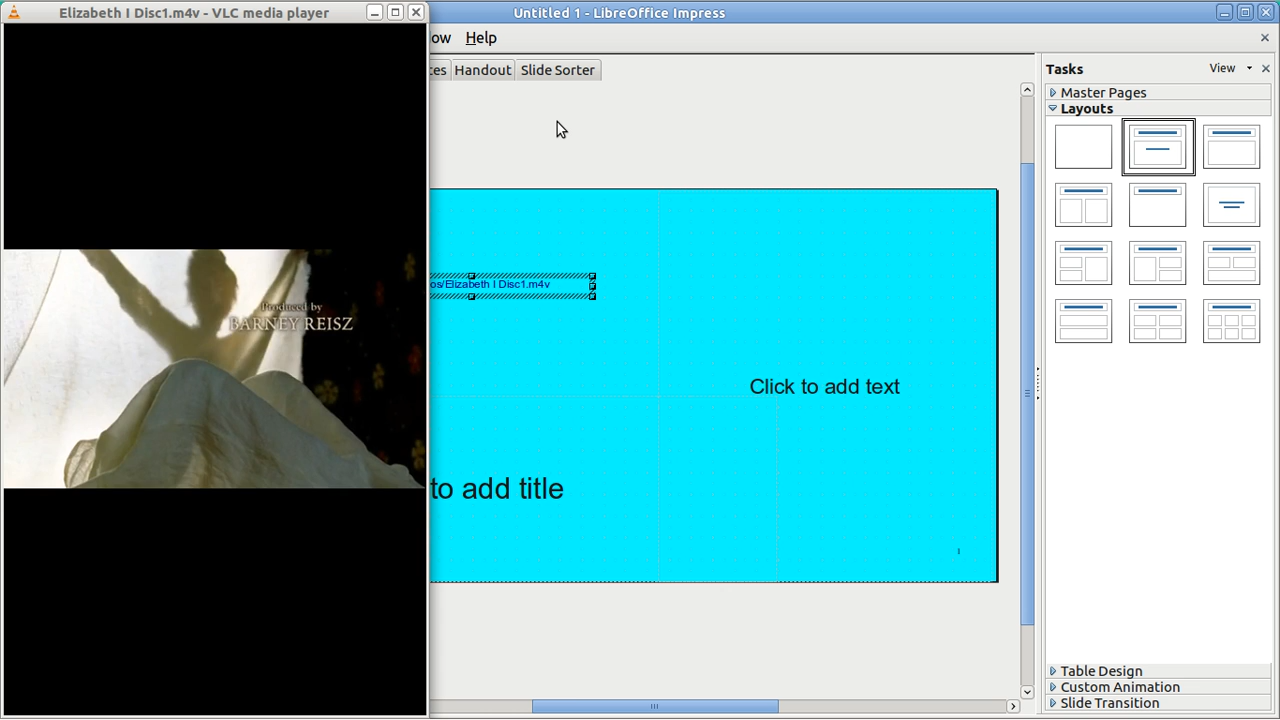 Elizabeth I Disc1.m4v - VLC media player
Untitled 1 - LibreOffice Impress
ow Help
ces Handout Slide Sorter
Tasks View
Master Pages
Layouts
os/Elizabeth I Disc1.m4v
Produced by
BARNEY REISZ
Click to add text
to add title
1
Table Design
Custom Animation
Slide Transition